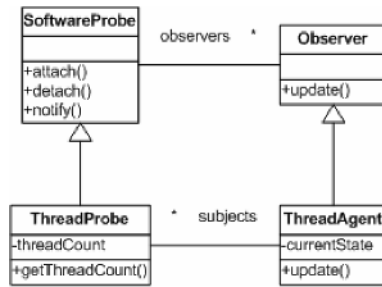 SoftwareProbe
observers *
Observer
+attach()
+detach()
+notify()
+update()
ThreadProbe
* subjects
ThreadAgent
-threadCount
-currentState
+getThreadCount()
+update()